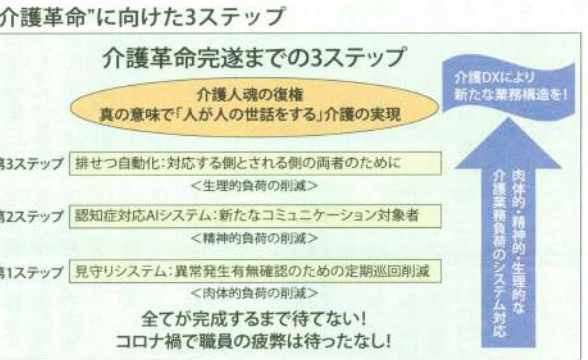 介護革命”に向けた3ステップ
介護革命完遂までの3ステップ
介護人魂の復権
真の意味で「人が人の世話をする」介護の実現
介護DXにより
新たな業務構造を!
第3ステップ
排せつ自動化:対応する側とされる側の両者のために
<生理的負荷の削減>
第2ステップ
認知症対応AIシステム:新たなコミュニケーション対象者
<精神的負荷の削減>
第1ステップ
見守りシステム:異常発生有無確認のための定期巡回削減
<肉体的負荷の削減>
肉体的・精神的・生理的な
介護業務負荷のシステム対応
全てが完成するまで待てない!
コロナ禍で職員の疲弊は待ったなし!